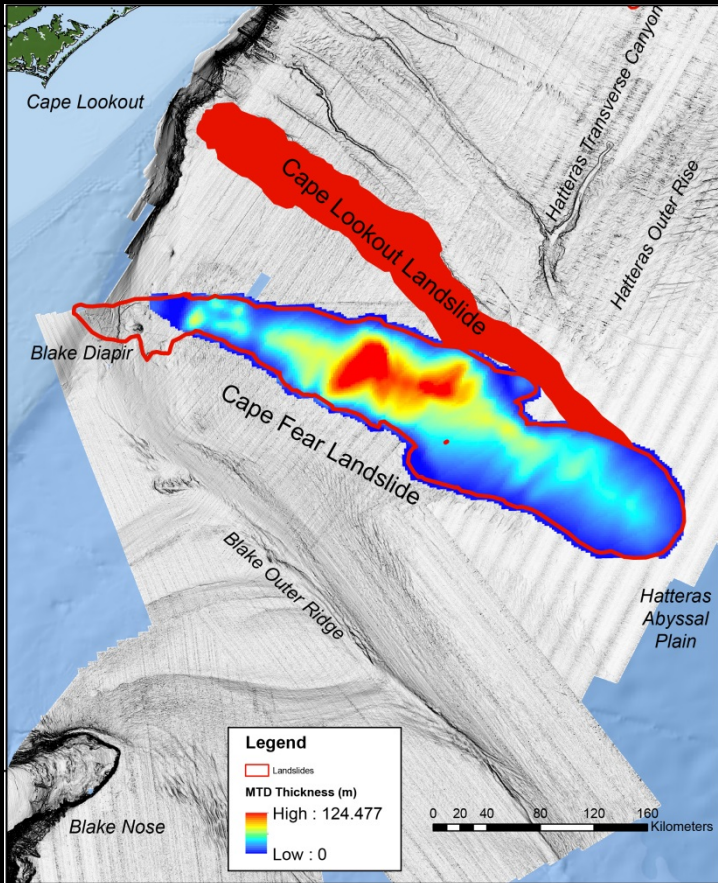 Cape Lookout
Hatteras Transverse Canyon
Cape Lookout Landslide
Hatteras Outer Rise
Blake Diapir
Cape Fear Landslide
Blake Outer Ridge
Hatteras
Abyssal
Plain
Blake Nose
Legend
Landslides
MTD Thickness (m)
High : 124.477
Low : 0
0 20 40 80 120 160
Kilometers